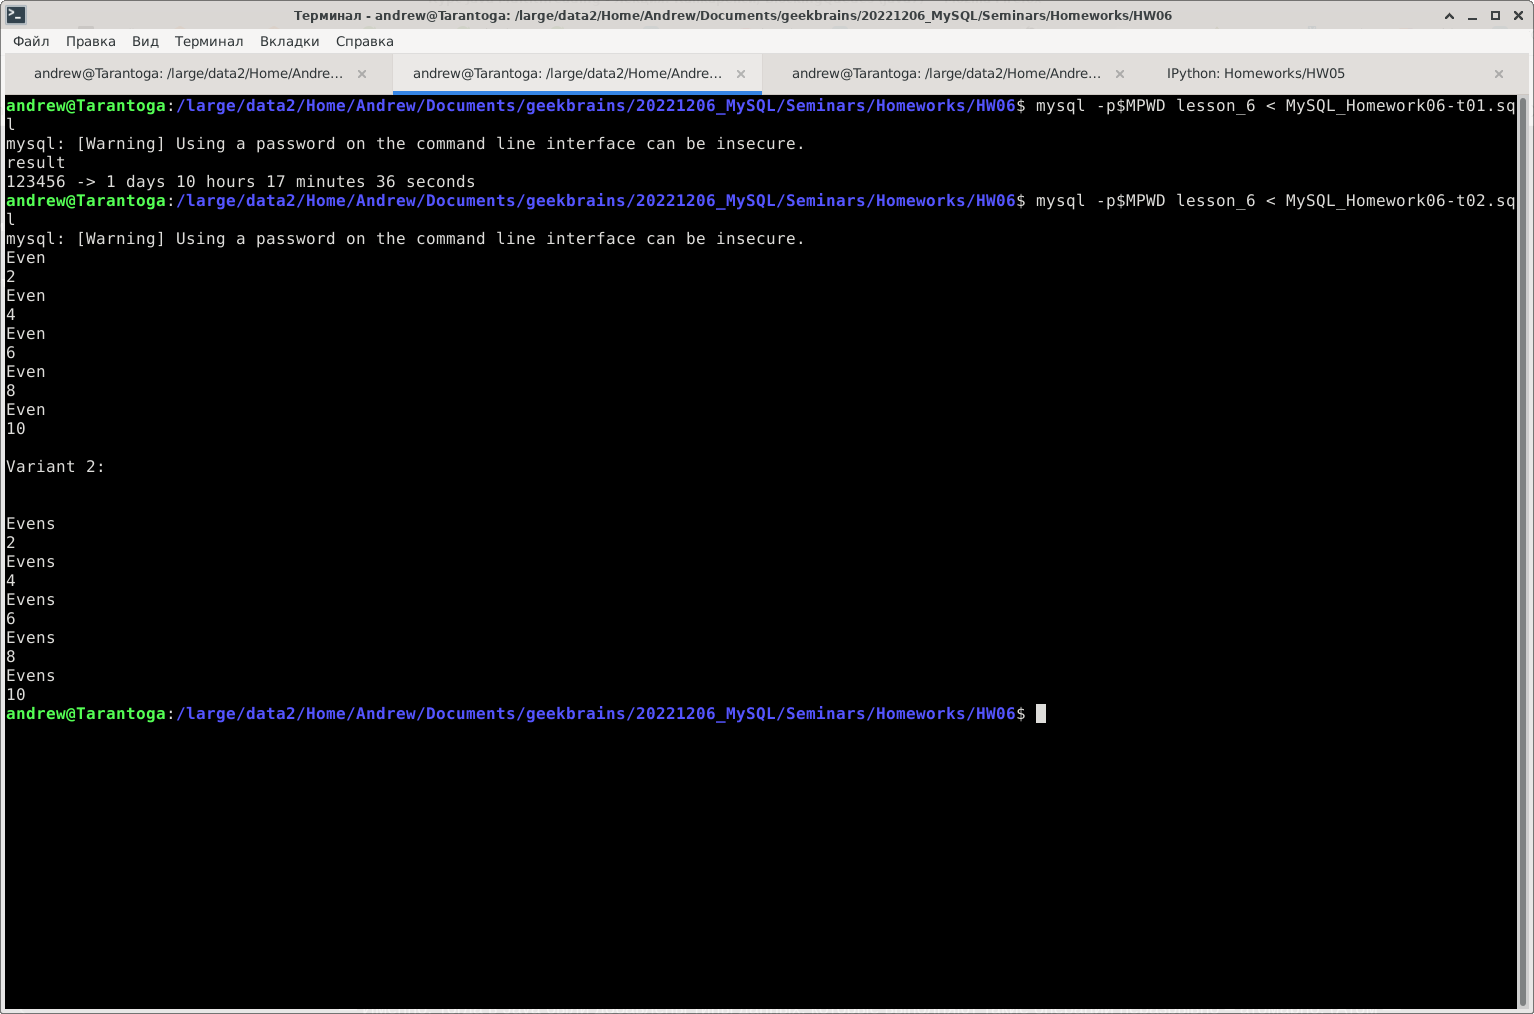 Терминал - andrew@Tarantoga: /large/data2/Home/Andrew/Documents/geekbrains/20221206_MySQL/Seminars/Homeworks/HW06
Файл Правка Вид Терминал Вкладки Справка
andrew@Tarantoga: /large/data2/Home/Andre... andrew@Tarantoga: /large/data2/Home/Andre... andrew@Tarantoga: /large/data2/Home/Andre... IPython: Homeworks/HW05
andrew@Tarantoga:/large/data2/Home/Andrew/Documents/geekbrains/20221206_MySQL/Seminars/Homeworks/HW06$ mysql -p$MPWD lesson_6 < MySQL_Homework06-t01.sq
l
mysql: [Warning] Using a password on the command line interface can be insecure.
result
123456 -> 1 days 10 hours 17 minutes 36 seconds
andrew@Tarantoga:/large/data2/Home/Andrew/Documents/geekbrains/20221206_MySQL/Seminars/Homeworks/HW06$ mysql -p$MPWD lesson_6 < MySQL_Homework06-t02.sq
l
mysql: [Warning] Using a password on the command line interface can be insecure.
Even
2
Even
4
Even
6
Even
8
Even
10
Variant 2:
Evens
2
Evens
4
Evens
6
Evens
8
Evens
10
andrew@Tarantoga:/large/data2/Home/Andrew/Documents/geekbrains/20221206_MySQL/Seminars/Homeworks/HW06$